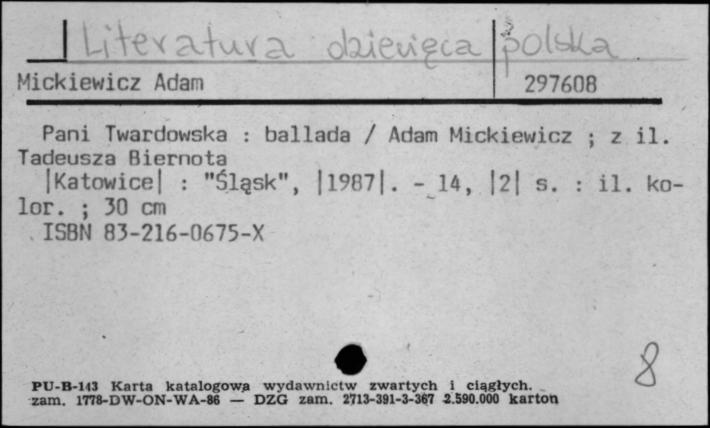 Literatura dziecięca polska
Mickiewicz Adam 297608
Pani Twardowska : ballada / Adam Mickiewicz ; z il.
Tadeusza Biernota
|Katowice| : "Śląsk", |1987|. - 14, |2| s. : il. ko-
lor. ; 30 cm
ISBN 83-216-0675-X
8
PU-B-143 Karta katalogowa wydawnictw zwartych i ciągłych.
zam. 1778-DW-ON-WA-86 — DZG zam. 2713-391-3-367 2.590.000 karton